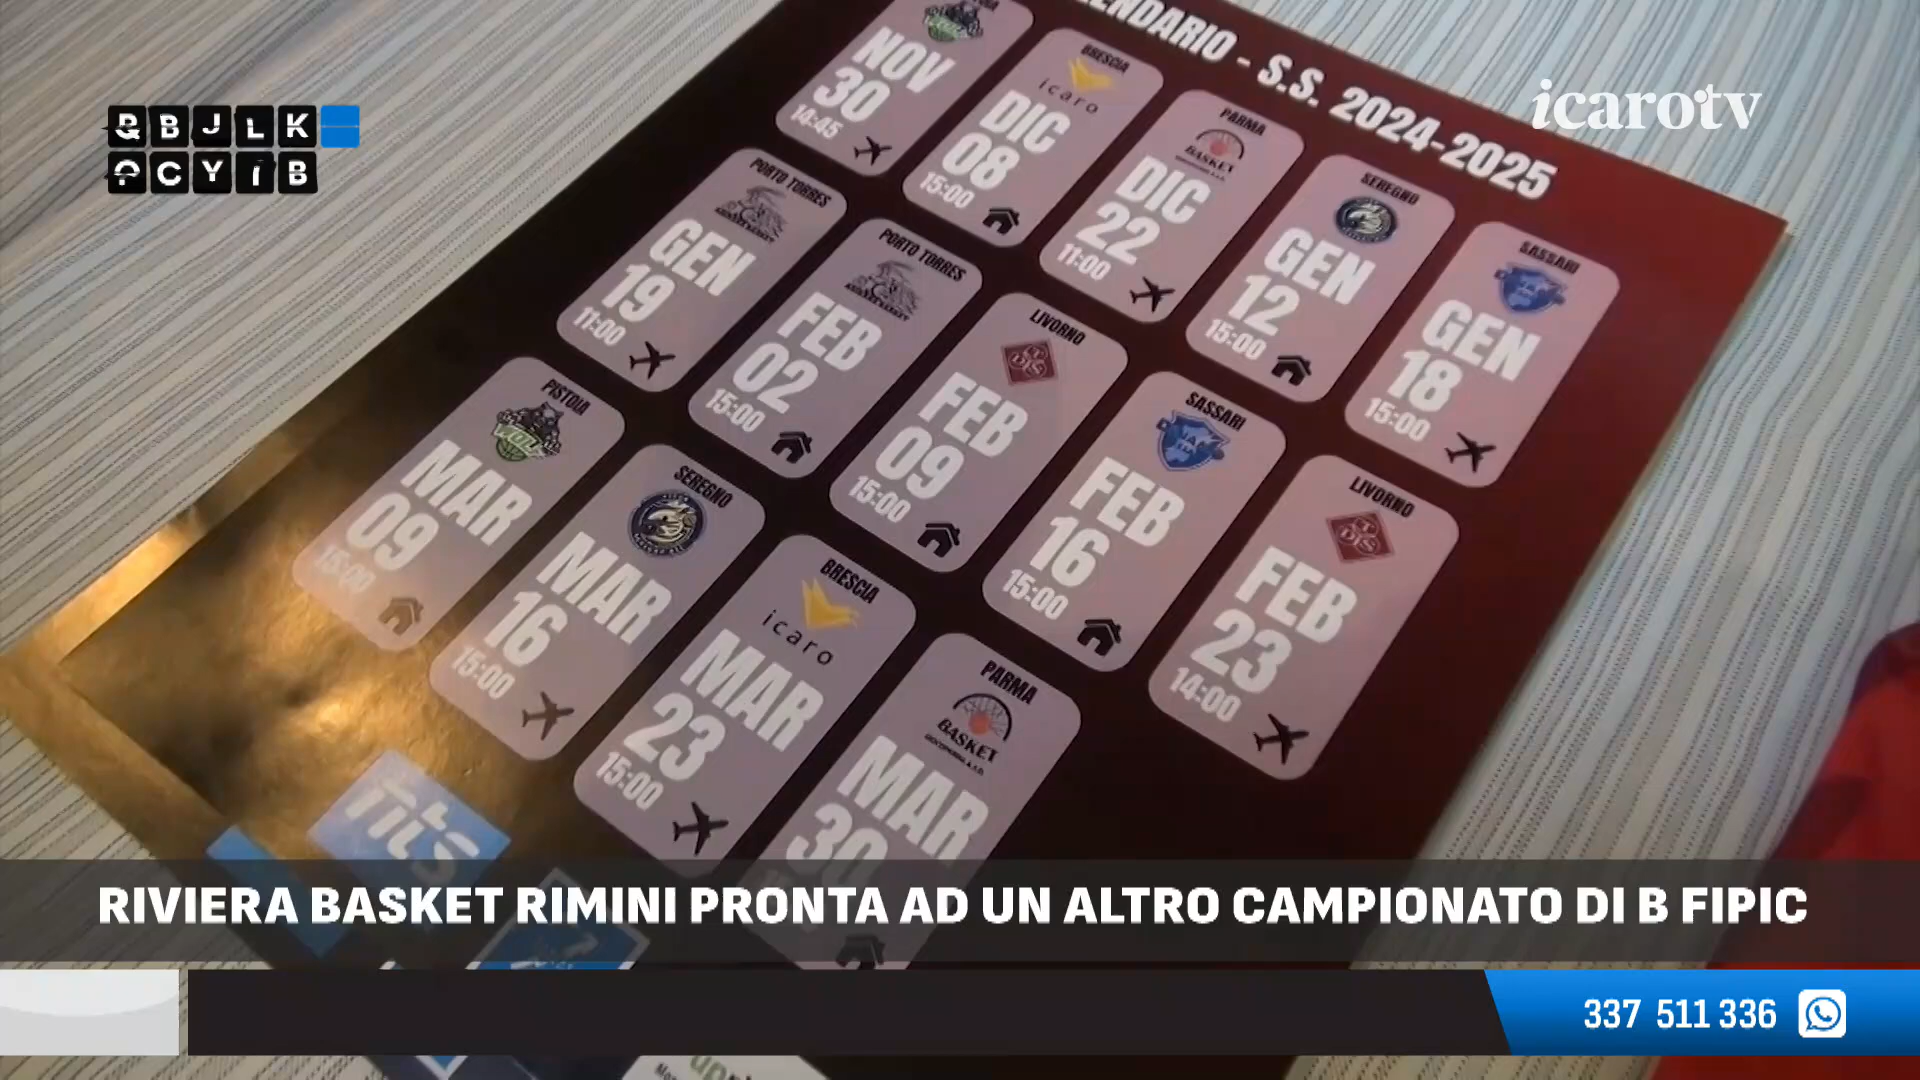 CALENDARIO - S.S. 2024-2025
icarotv
NOV
30
14:45
BRESCIA
icaro
DIC
08
15:00
PARMA
BASKET
DIC
22
11:00
SEREGNO
GEN
12
15:00
SASSARI
GEN
18
15:00
PORTO TORRES
GEN
19
11:00
PORTO TORRES
FEB
02
15:00
LIVORNO
TDS
FEB
09
15:00
SASSARI
FEB
16
15:00
LIVORNO
TDS
FEB
23
14:00
PISTOIA
WOLF
MAR
09
15:00
SEREGNO
MAR
16
15:00
BRESCIA
icaro
MAR
23
15:00
PARMA
BASKET
MAR
30
RIVIERA BASKET RIMINI PRONTA AD UN ALTRO CAMPIONATO DI B FIPIC
337 511 336